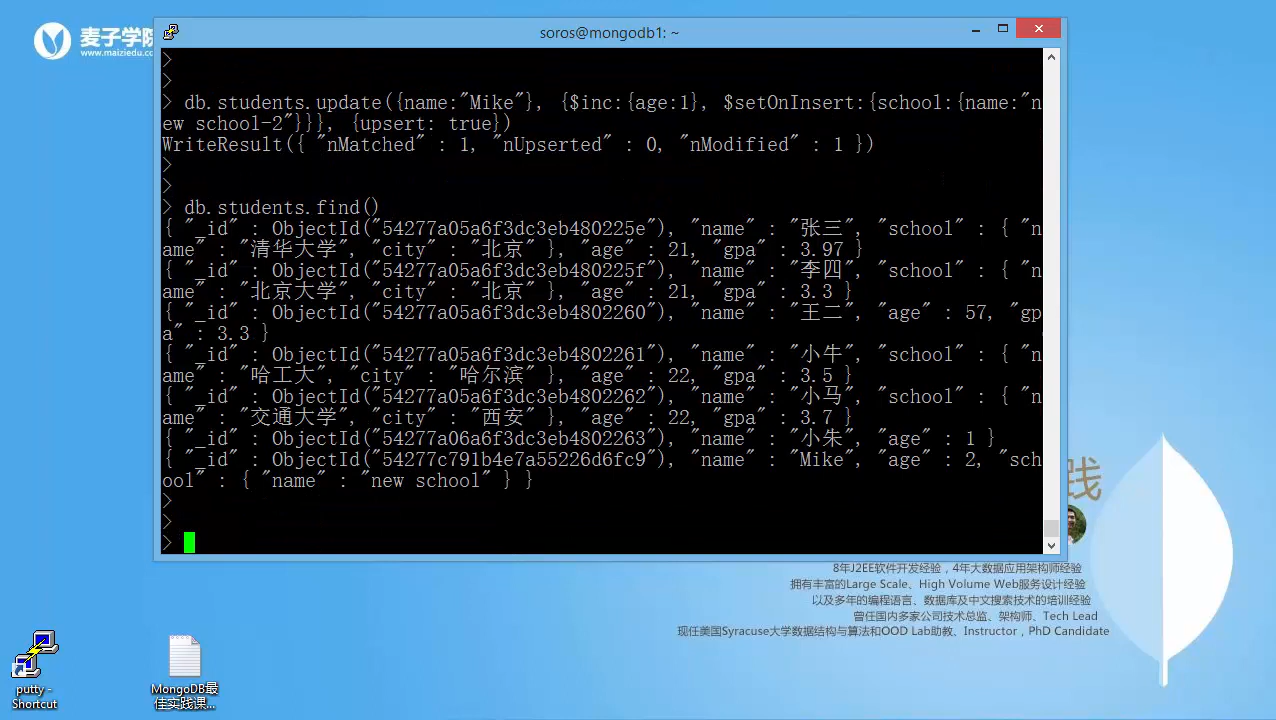 麦子学院
www.maiziedu.co
soros@mongodb1: ~
>
>
> db.students.update({name:"Mike"}, {$inc:{age:1}, $setOnInsert:{school:{name:"n
ew school-2"}}}, {upsert: true})
WriteResult({ "nMatched" : 1, "nUpserted" : 0, "nModified" : 1 })
>
>
> db.students.find()
{ "_id" : ObjectId("54277a05a6f3dc3eb480225e"), "name" : "张三", "school" : { "n
ame" : "清华大学", "city" : "北京" }, "age" : 21, "gpa" : 3.97 }
{ "_id" : ObjectId("54277a05a6f3dc3eb480225f"), "name" : "李四", "school" : { "n
ame" : "北京大学", "city" : "北京" }, "age" : 21, "gpa" : 3.3 }
{ "_id" : ObjectId("54277a05a6f3dc3eb4802260"), "name" : "王二", "age" : 57, "gp
a" : 3.3 }
{ "_id" : ObjectId("54277a05a6f3dc3eb4802261"), "name" : "小牛", "school" : { "n
ame" : "哈工大", "city" : "哈尔滨" }, "age" : 22, "gpa" : 3.5 }
{ "_id" : ObjectId("54277a05a6f3dc3eb4802262"), "name" : "小马", "school" : { "n
ame" : "交通大学", "city" : "西安" }, "age" : 22, "gpa" : 3.7 }
{ "_id" : ObjectId("54277a06a6f3dc3eb4802263"), "name" : "小朱", "age" : 1 }
{ "_id" : ObjectId("54277c791b4e7a55226d6fc9"), "name" : "Mike", "age" : 2, "sch
ool" : { "name" : "new school" } }
>
>
>
践
8年J2EE软件开发经验，4年大数据应用架构师经验
拥有丰富的Large Scale、High Volume Web服务设计经验
以及多年的编程语言、数据库及中文搜索技术的培训经验
曾任国内多家公司技术总监、架构师、Tech Lead
现任美国Syracuse大学数据结构与算法和OOD Lab助教、Instructor，PhD Candidate
putty -
Shortcut
MongoDB最
佳实践课...